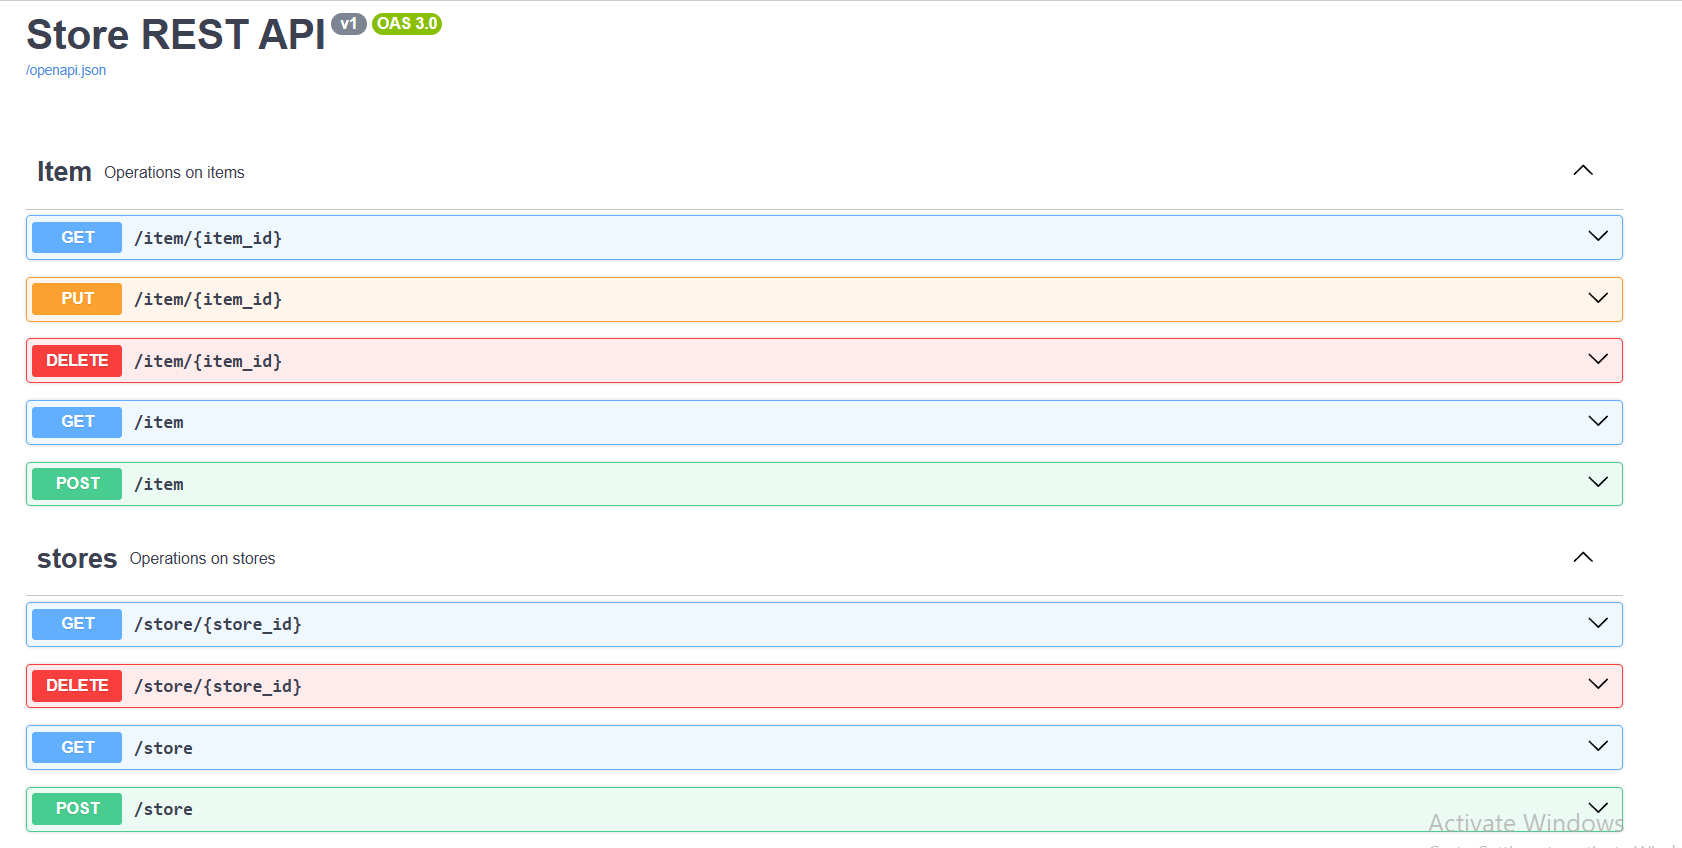 Store REST API v1 OAS 3.0
/openapi.json
Item Operations on items
GET /item/{item_id}
PUT /item/{item_id}
DELETE /item/{item_id}
GET /item
POST /item
stores Operations on stores
GET /store/{store_id}
DELETE /store/{store_id}
GET /store
POST /store
Activate Windows